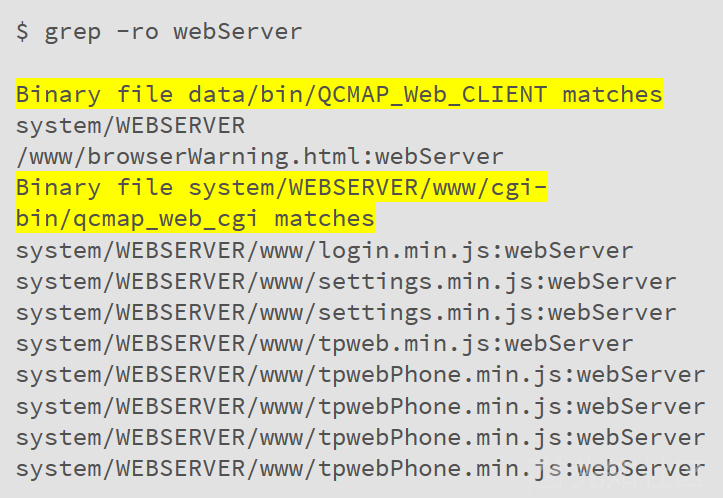 $ grep -ro webServer
Binary file data/bin/QCMAP_Web_CLIENT matches
system/WEBSERVER
/www/browserWarning.html:webServer
Binary file system/WEBSERVER/www/cgi-
bin/qcmap_web_cgi matches
system/WEBSERVER/www/login.min.js:webServer
system/WEBSERVER/www/settings.min.js:webServer
system/WEBSERVER/www/settings.min.js:webServer
system/WEBSERVER/www/tpweb.min.js:webServer
system/WEBSERVER/www/tpwebPhone.min.js:webServer
system/WEBSERVER/www/tpwebPhone.min.js:webServer
system/WEBSERVER/www/tpwebPhone.min.js:webServer
system/WEBSERVER/www/tpwebPhone.min.js:webServer